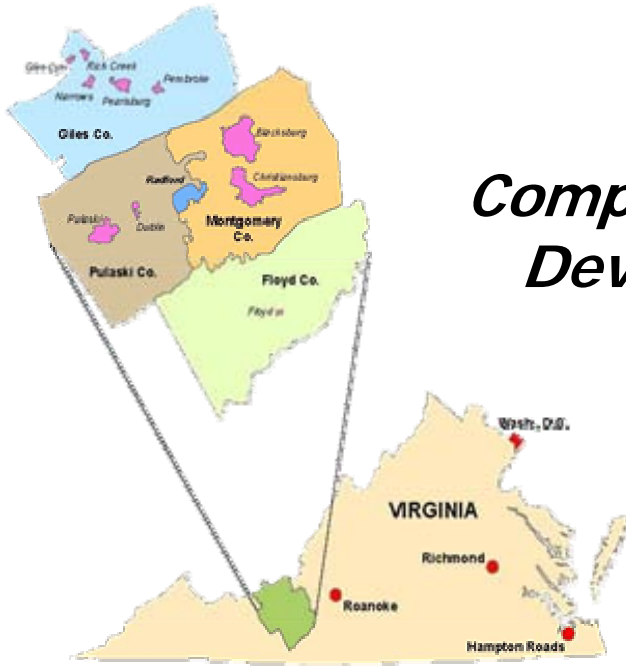 Glen Lyn
Rich Creek
Pembroke
Narrows
Pearisburg
Giles Co.
Blacksburg
Radford
Christiansburg
Pulaski
Dublin
Montgomery
Co.
Pulaski Co.
Floyd Co.
Floyd
Comp
Dev
Wash., D.C.
VIRGINIA
Richmond
Roanoke
Hampton Roads